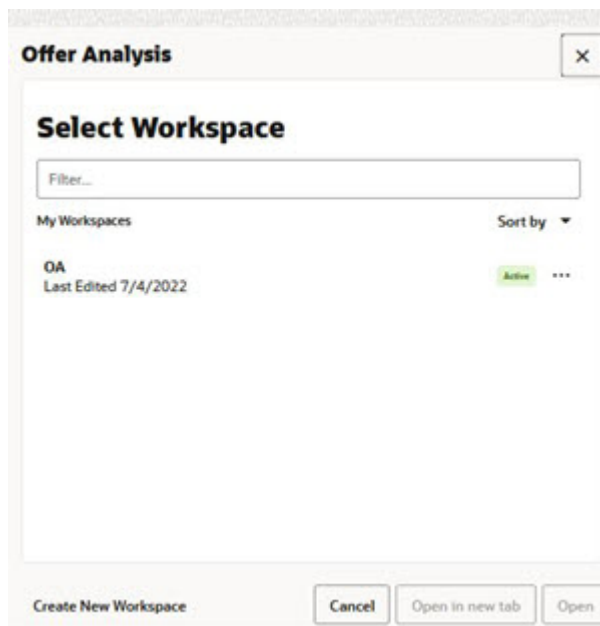 Offer Analysis
Select Workspace
Filter...
My Workspaces Sort by
OA
Last Edited 7/4/2022
Active
Create New Workspace Cancel Open in new tab Open